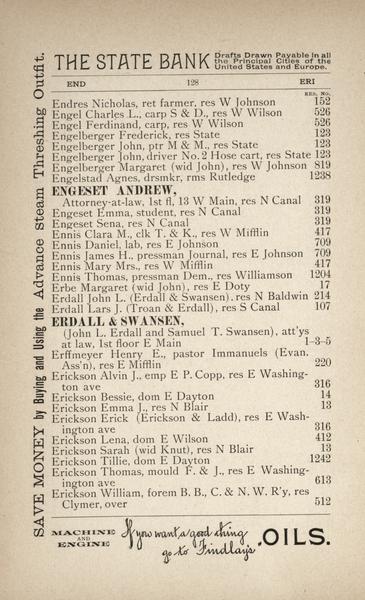 THE STATE BANK Drafts Drawn Payable in all the Principal Cities of the United States and Europe.
END 128 ERI
RES. No.
Endres Nicholas, ret farmer, res W Johnson 152
Engel Charles L., carp S & D., res W Wilson 526
Engel Ferdinand, carp, res W Wilson 526
Engelberger Frederick, res State 123
Engelberger John, ptr M & M., res State 123
Engelberger John, driver No. 2 Hose cart, res State 123
Engelberger Margaret (wid John), res W Johnson 819
Engelstad Agnes, drsmkr, rms Rutledge 1238
ENGESET ANDREW,
Attorney-at-law, 1st fl, 13 W Main, res N Canal 319
Engeset Emma, student, res N Canal 319
Engeset Sena, res N Canal 319
Ennis Clara M., clk T. & K., res W Mifflin 417
Ennis Daniel, lab, res E Johnson 709
Ennis James H., pressman Journal, res E Johnson 709
Ennis Mary Mrs., res W Mifflin 417
Ennis Thomas, pressman Dem., res Williamson 1204
Erbe Margaret (wid John), res E Doty 17
Erdall John L. (Erdall & Swansen), res N Baldwin 214
Erdall Lars J. (Troan & Erdall), res S Canal 107
ERDALL & SWANSEN,
(John L. Erdall and Samuel T. Swansen), att'ys
at law, 1st floor E Main 1-3-5
Erffmeyer Henry E., pastor Immanuels (Evan.
Ass'n), res E Mifflin 220
Erickson Alvin J., emp E P. Copp, res E Washing-
ton ave 316
Erickson Bessie, dom E Dayton 14
Erickson Emma J., res N Blair 13
Erickson Erick (Erickson & Ladd), res E Wash-
ington ave 316
Erickson Lena, dom E Wilson 412
Erickson Sarah (wid Knut), res N Blair 13
Erickson Tillie, dom E Dayton 1242
Erickson Thomas, mould F. & J., res E Washing-
ington ave 613
Erickson William, forem B. B., C. & N. W. R'y, res
Clymer, over 512
SAVE MONEY by Buying and Using the Advance Steam Threshing Outfit.
MACHINE AND ENGINE If you want a good thing go to Findlay's. OILS.